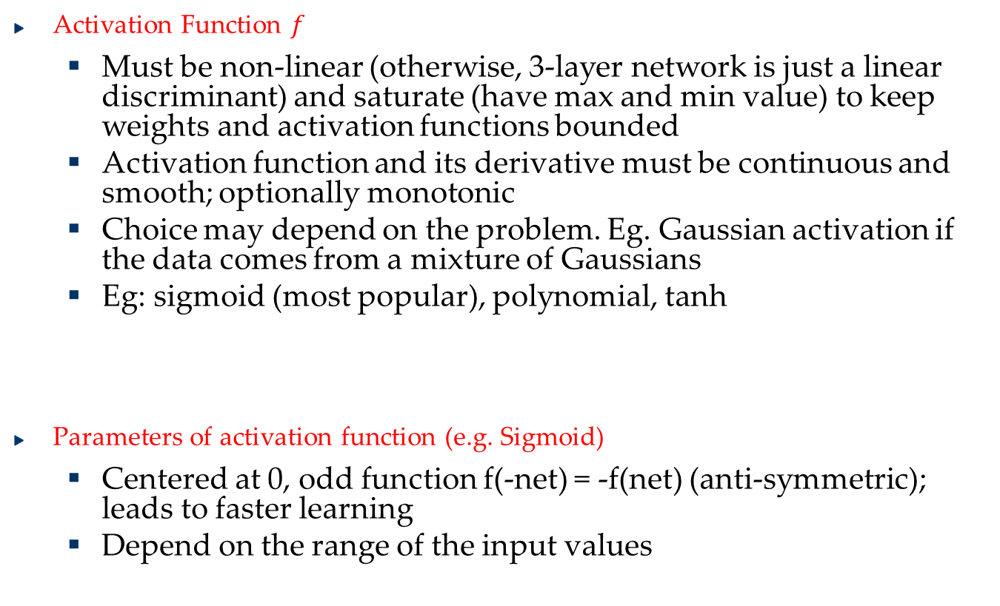 Activation Function f
Must be non-linear (otherwise, 3-layer network is just a linear
discriminant) and saturate (have max and min value) to keep
weights and activation functions bounded
Activation function and its derivative must be continuous and
smooth; optionally monotonic
Choice may depend on the problem. Eg. Gaussian activation if
the data comes from a mixture of Gaussians
Eg: sigmoid (most popular), polynomial, tanh
Parameters of activation function (e.g. Sigmoid)
Centered at 0, odd function f(-net) = -f(net) (anti-symmetric);
leads to faster learning
Depend on the range of the input values